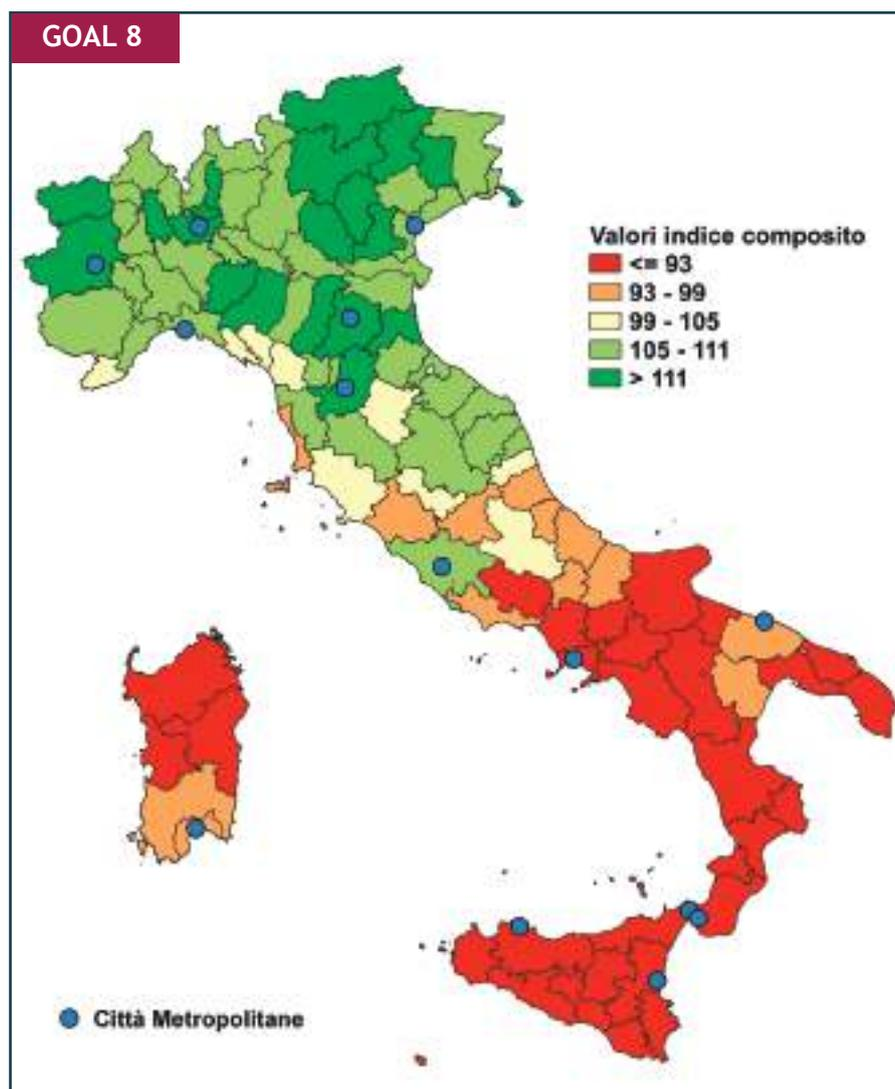 GOAL 8
Valori indice composito
<= 93
93 - 99
99 - 105
105 - 111
> 111
Città Metropolitane